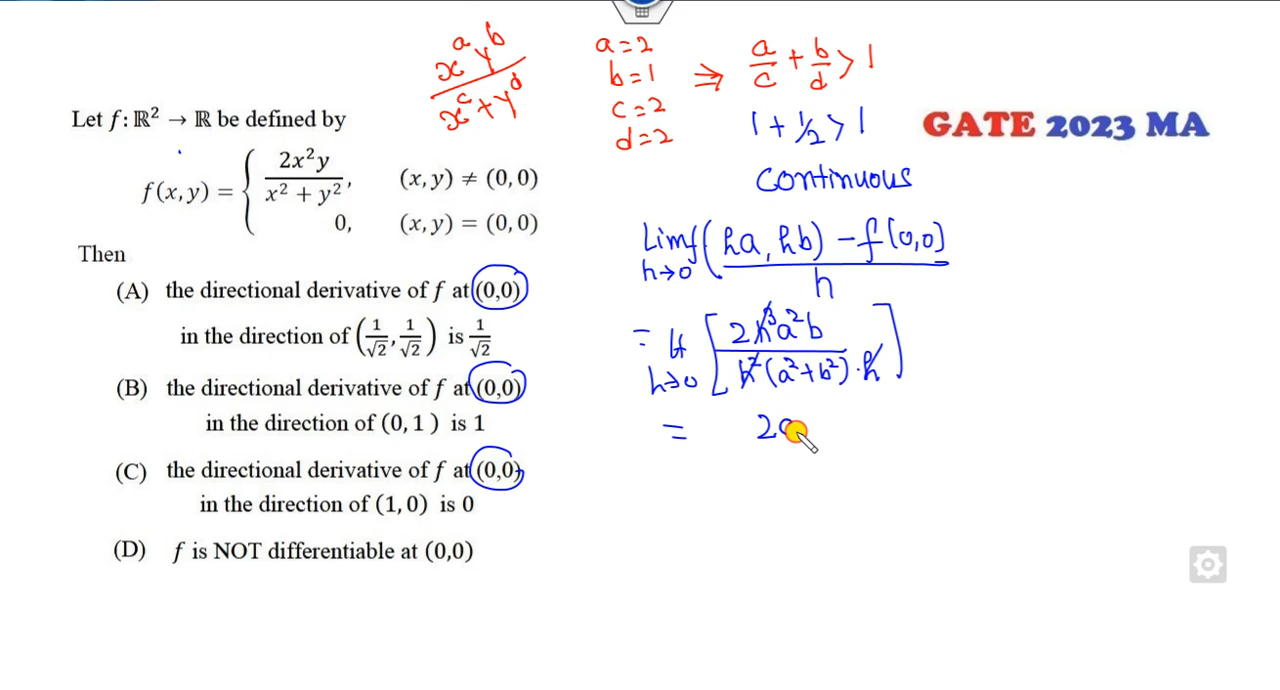 x^a y^b / x^c + y^d
a=2
b=1
c=2
d=2
⇒ a/c + b/d > 1
1 + 1/2 > 1
Continuous
GATE 2023 MA
Let f: ℝ² → ℝ be defined by
f(x, y) = { 2x²y / x² + y², (x, y) ≠ (0, 0)
0, (x, y) = (0, 0)
Then
(A) the directional derivative of f at (0,0)
in the direction of (1/√2, 1/√2) is 1/√2
(B) the directional derivative of f at (0,0)
in the direction of (0, 1 ) is 1
(C) the directional derivative of f at (0,0)
in the direction of (1, 0) is 0
(D) f is NOT differentiable at (0,0)
Lim h→0 f(ha, hb) - f(0,0) / h
= Lt h→0 [ 2h³a²b / h²(a²+b²)·h ]
= 2